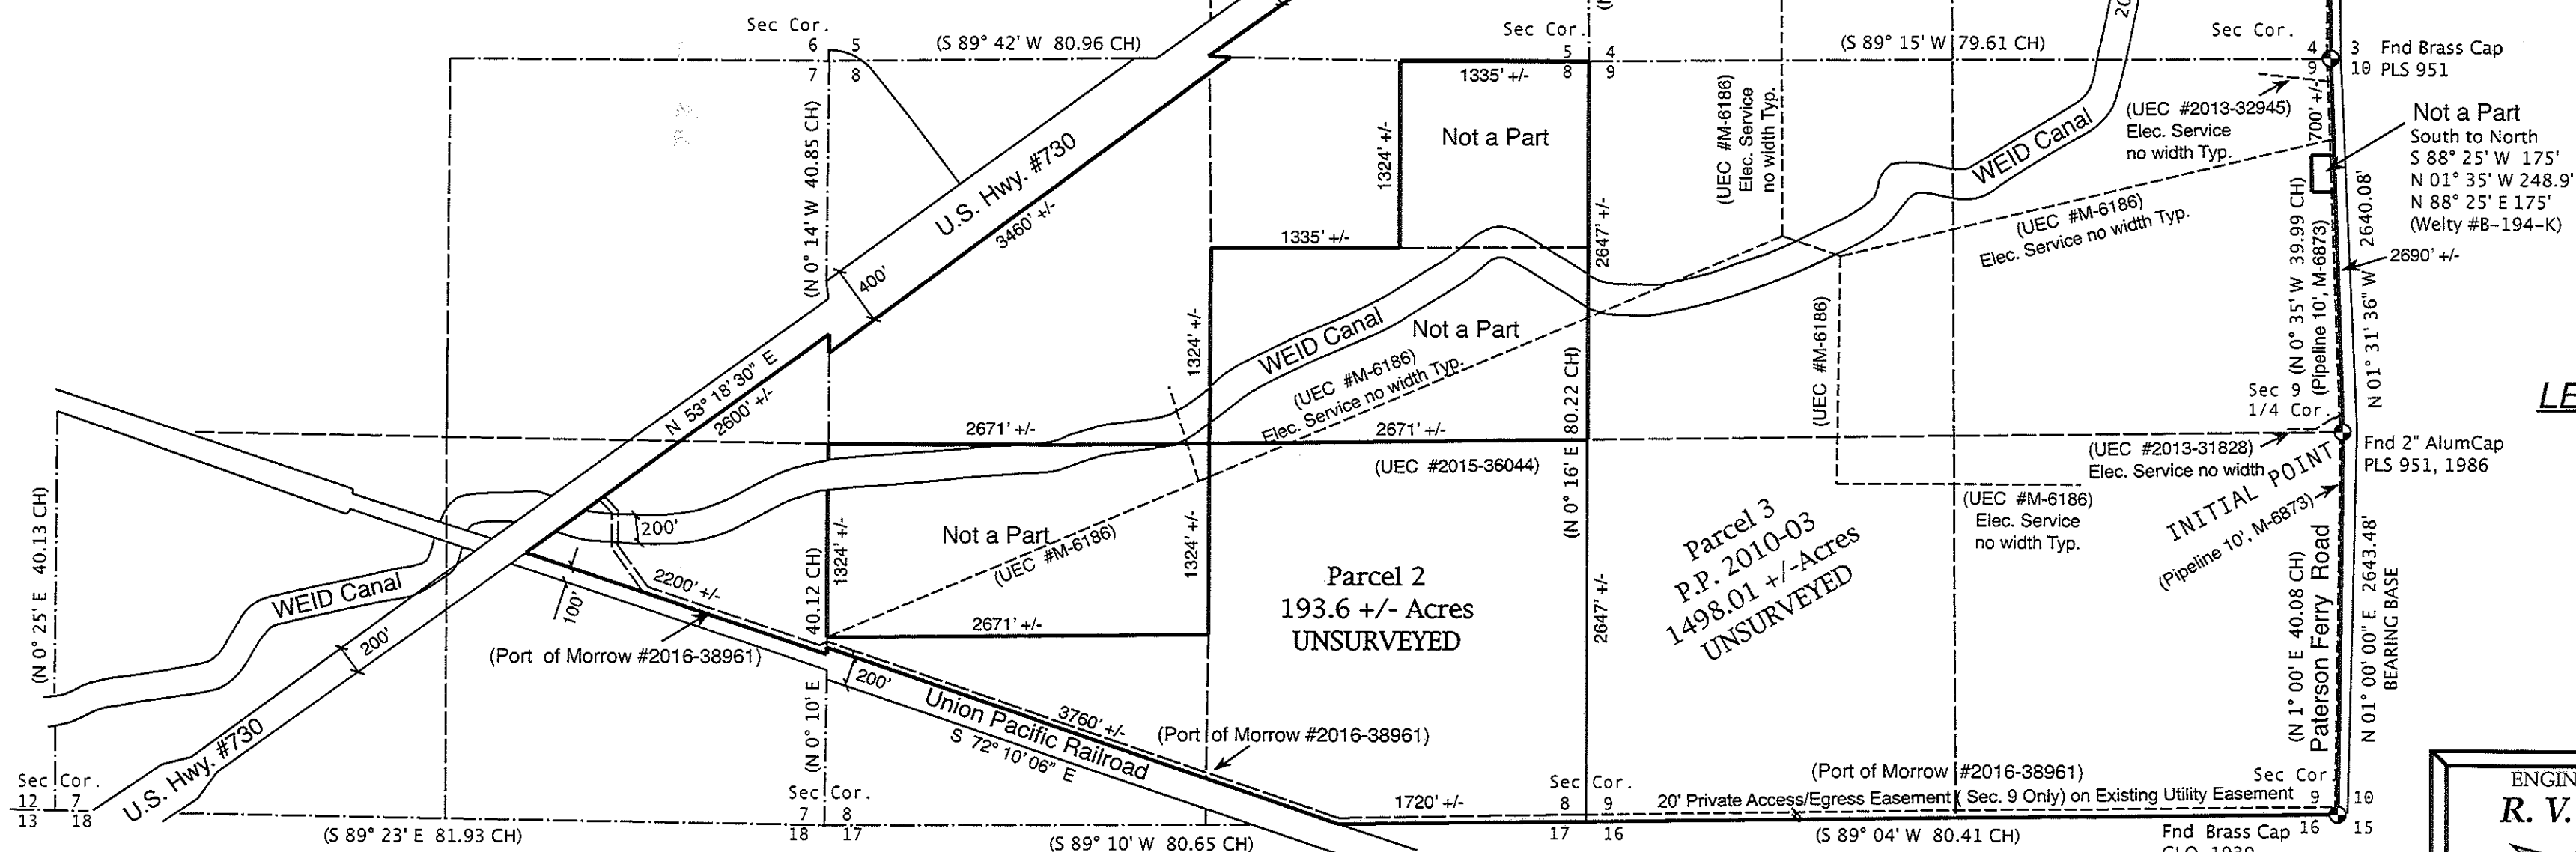 Sec Cor.
6 5
7 8
(S 89° 42' W 80.96 CH)
Sec Cor.
5 4
8 9
(S 89° 15' W 79.61 CH)
Sec Cor.
4 3
9 10
Fnd Brass Cap
PLS 951
1335' +/-
Not a Part
1324' +/-
1335' +/-
2647' +/-
(UEC #M-6186)
Elec. Service
no width Typ.
WEID Canal
(UEC #2013-32945)
Elec. Service
no width Typ.
700' +/-
Not a Part
South to North
S 88° 25' W 175'
N 01° 35' W 248.9'
N 88° 25' E 175'
(Welty #B-194-K)
(UEC #M-6186)
Elec. Service no width Typ.
(N 0° 35' W 39.99 CH)
(Pipeline 10', M-6873)
N 01° 31' 36" W 2640.08'
2690' +/-
(N 0° 14' W 40.85 CH)
U.S. Hwy. #730
3460' +/-
400'
N 53° 18' 30" E
2600' +/-
1324' +/-
WEID Canal
Not a Part
(UEC #M-6186)
Elec. Service no width Typ.
(UEC #M-6186)
(N 0° 16' E 80.22 CH)
Sec 9
1/4 Cor.
LE
2671' +/-
2671' +/-
(UEC #2015-36044)
(UEC #2013-31828)
Elec. Service no width
Fnd 2" AlumCap
PLS 951, 1986
INITIAL POINT
(Pipeline 10', M-6873)
(UEC #M-6186)
Elec. Service
no width Typ.
(N 0° 25' E 40.13 CH)
200'
Not a Part
(UEC #M-6186)
1324' +/-
1324' +/-
Parcel 2
193.6 +/- Acres
UNSURVEYED
Parcel 3
P.P. 2010-03
1498.01 +/-Acres
UNSURVEYED
2647' +/-
WEID Canal
200'
100'
2200' +/-
(Port of Morrow #2016-38961)
2671' +/-
(N 0° 10' E 40.12 CH)
200'
Union Pacific Railroad
S 72° 10' 06" E
3760' +/-
(Port of Morrow #2016-38961)
(N 1° 00' E 40.08 CH)
Paterson Ferry Road
N 01° 00' 00" E 2643.48'
BEARING BASE
U.S. Hwy. #730
Sec Cor.
12 7
13 18
(S 89° 23' E 81.93 CH)
Sec Cor.
7 8
18 17
(S 89° 10' W 80.65 CH)
1720' +/-
Sec Cor.
8 9
17 16
(Port of Morrow #2016-38961)
20' Private Access/Egress Easement ( Sec. 9 Only) on Existing Utility Easement
(S 89° 04' W 80.41 CH)
Sec Cor
9 10
16 15
Fnd Brass Cap
ENGIN
R. V.